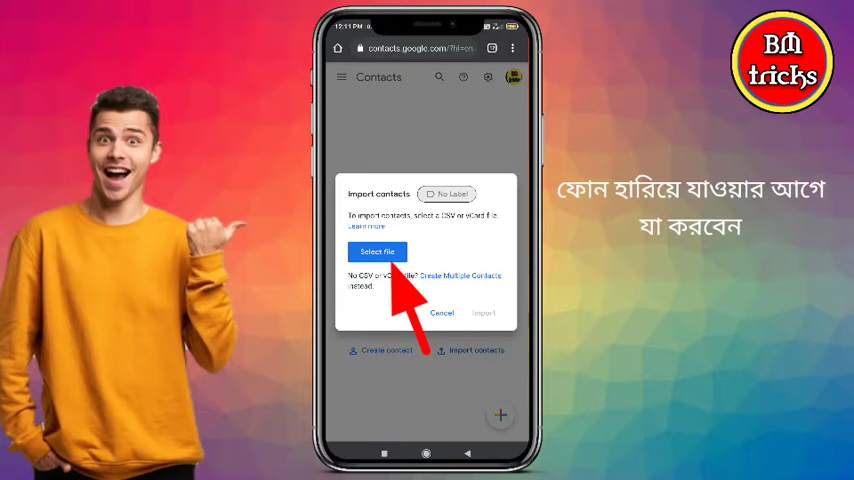 12:11 PM
contacts.google.com/?hl=en
Contacts
Import contacts
No Label
To import contacts, select a CSV or vCard file.
Learn more
Select file
No CSV or file? Create Multiple Contacts
instead.
Cancel
Import
Create contact
Import contacts
BM
tricks
ফোন হারিয়ে যাওয়ার আগে
যা করবেন